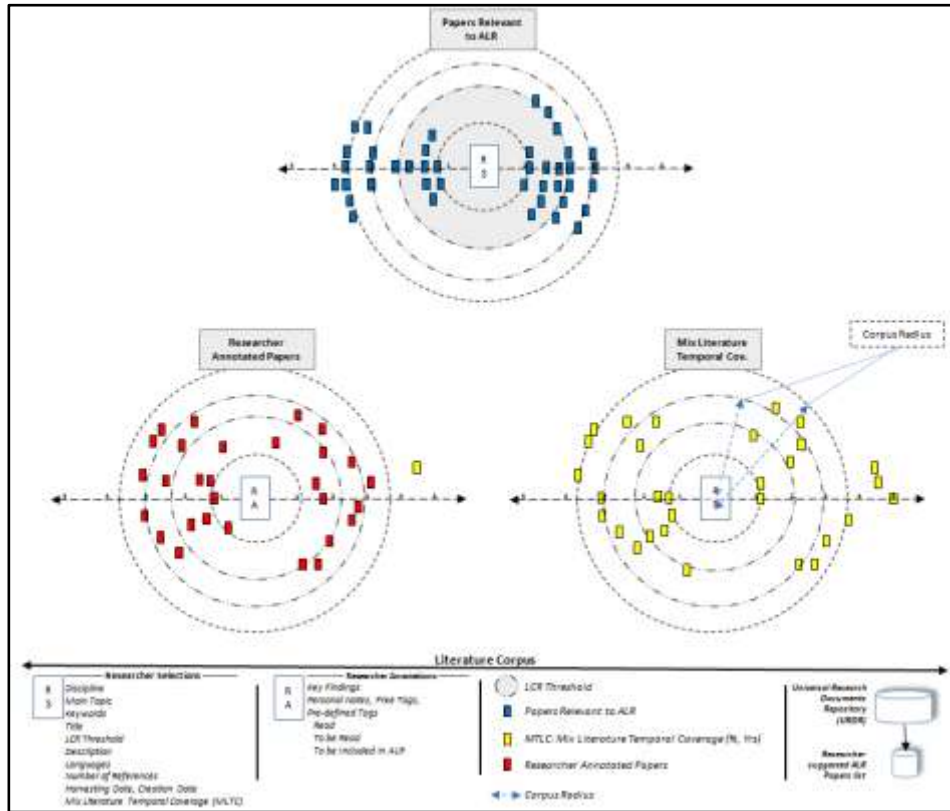 Papers Relevant
to ALR
R
S
Researcher
Annotated Papers
Mix Literature
Temporal Cov.
Corpus Radius
R
A
Literature Corpus
Researcher Selections
R
S
Discipline
Main Topic
Keywords
Title
LCR Threshold
Description
Languages
Number of References
Harvesting Date, Creation Date
Mix Literature Temporal Coverage (MLTC)
Researcher Annotations
R
A
Key Findings
Personal Notes, Free Tags,
Pre-defined Tags
Read
To be Read
To be Included in ALR
LCR Threshold
Papers Relevant to ALR
MTLC: Mix Literature Temporal Coverage (%, Yrs)
Researcher Annotated Papers
Corpus Radius
Universal Research
Documents
Repository
(URDR)
Researcher
suggested ALR
Papers list